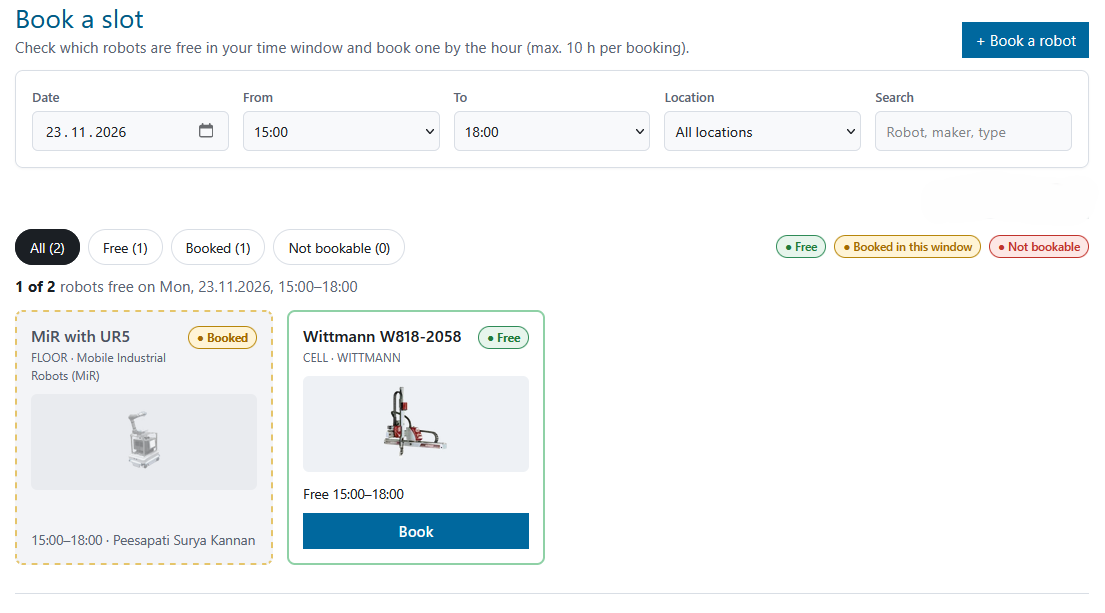 Book a slot
Check which robots are free in your time window and book one by the hour (max. 10 h per booking).
+ Book a robot
Date
From
To
Location
Search
23.11.2026
15:00
18:00
All locations
Robot, maker, type
All (2)
Free (1)
Booked (1)
Not bookable (0)
● Free
● Booked in this window
● Not bookable
1 of 2 robots free on Mon, 23.11.2026, 15:00–18:00
MiR with UR5
● Booked
FLOOR · Mobile Industrial
Robots (MiR)
15:00–18:00 · Peesapati Surya Kannan
Wittmann W818-2058
● Free
CELL · WITTMANN
Free 15:00–18:00
Book